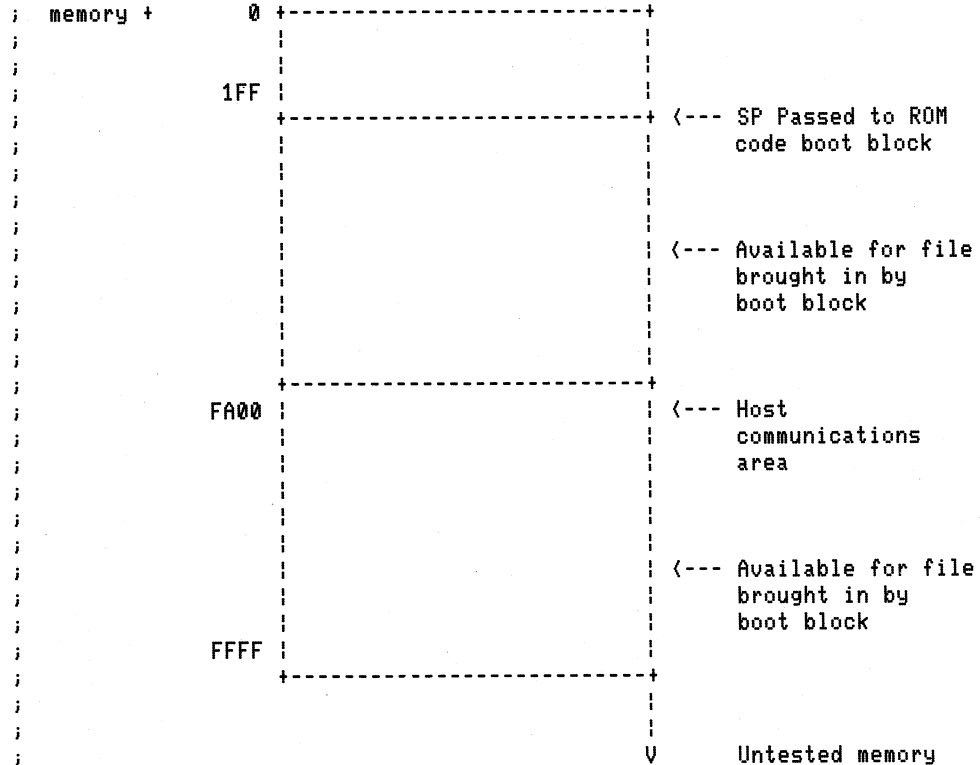 ;   memory +        0 +---------------------------+
;                     ¦                           ¦
;                     ¦                           ¦
;               1FF   ¦                           ¦
;                     +---------------------------+ <--- SP Passed to ROM
;                     ¦                           ¦      code boot block
;                     ¦                           ¦
;                     ¦                           ¦
;                     ¦                           ¦
;                     ¦                           ¦ <--- Available for file
;                     ¦                           ¦      brought in by
;                     ¦                           ¦      boot block
;                     ¦                           ¦
;                     ¦                           ¦
;                     +---------------------------+
;              FA00   ¦                           ¦ <--- Host
;                     ¦                           ¦      communications
;                     ¦                           ¦      area
;                     ¦                           ¦
;                     ¦                           ¦
;                     ¦                           ¦
;                     ¦                           ¦ <--- Available for file
;                     ¦                           ¦      brought in by
;                     ¦                           ¦      boot block
;              FFFF   ¦                           ¦
;                     +---------------------------+
;                                                 ¦
;                                                 ¦
;                                                 V      Untested memory